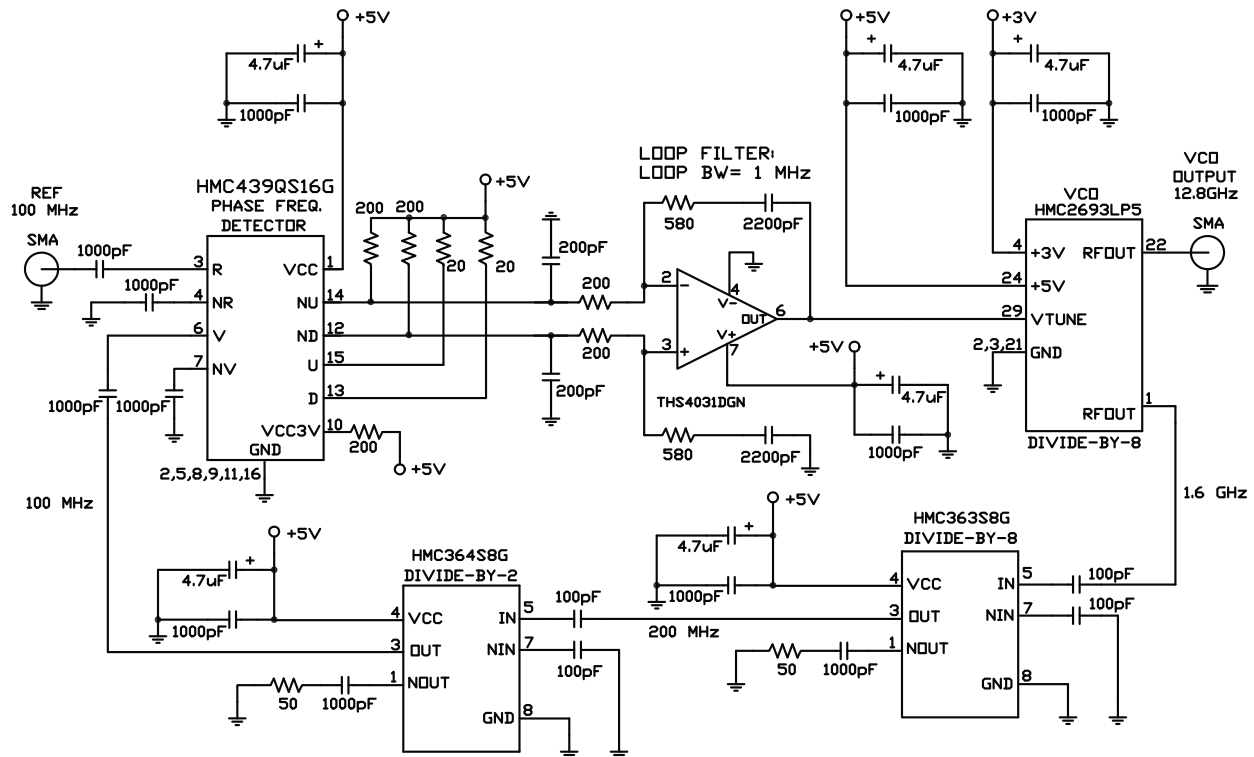 +5V
4.7uF
+
1000pF
+5V
+
4.7uF
1000pF
+3V
+
4.7uF
1000pF
REF
100 MHz
SMA
1000pF
1000pF
HMC439QS16G
PHASE FREQ.
DETECTOR
3 R
4 NR
6 V
7 NV
VCC 1
NU 14
ND 12
U 15
D 13
VCC3V 10
GND
2,5,8,9,11,16
1000pF
1000pF
200
+5V
200 200
+5V
20
20
200pF
200
200
200pF
LOOP FILTER:
LOOP BW= 1 MHz
580
2200pF
2 -
3 +
4
V-
OUT 6
V+
7
THS4031DGN
580
2200pF
+5V
+
4.7uF
1000pF
VCO
HMC2693LP5
4 +3V
24 +5V
29 VTUNE
2,3,21 GND
RFOUT 22
RFOUT 1
DIVIDE-BY-8
VCO
OUTPUT
12.8GHz
SMA
1.6 GHz
100 MHz
+5V
+
4.7uF
1000pF
HMC364S8G
DIVIDE-BY-2
4 VCC
3 OUT
1 NOUT
IN 5
NIN 7
GND 8
50
1000pF
100pF
100pF
200 MHz
+5V
+
4.7uF
1000pF
HMC363S8G
DIVIDE-BY-8
4 VCC
3 OUT
1 NOUT
IN 5
NIN 7
GND 8
50
1000pF
100pF
100pF